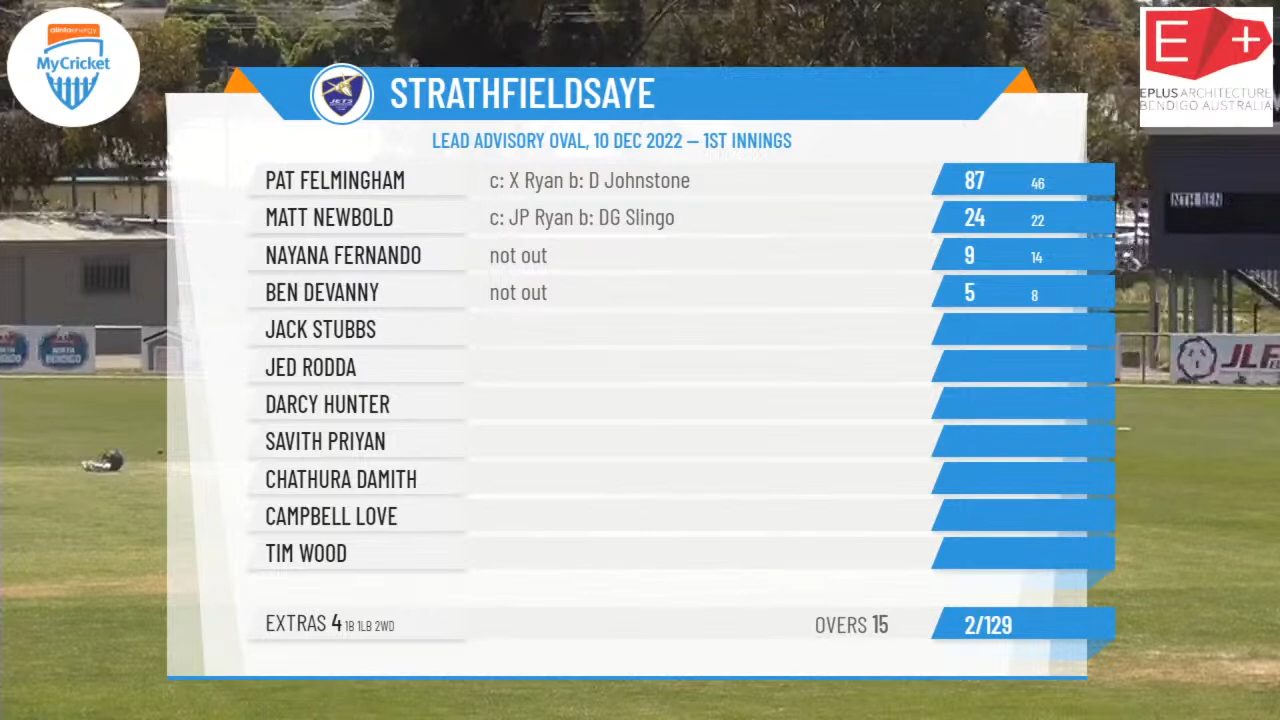 alintaenergy
MyCricket
E+
EPLUS ARCHITECTURE
BENDIGO AUSTRALIA
JETS
STRATHFIELDSAYE
LEAD ADVISORY OVAL, 10 DEC 2022 – 1ST INNINGS
PAT FELMINGHAM c: X Ryan b: D Johnstone 87 46
MATT NEWBOLD c: JP Ryan b: DG Slingo 24 22
NAYANA FERNANDO not out 9 14
BEN DEVANNY not out 5 8
JACK STUBBS
JED RODDA
DARCY HUNTER
SAVITH PRIYAN
CHATHURA DAMITH
CAMPBELL LOVE
TIM WOOD
EXTRAS 4 1B 1LB 2WD OVERS 15 2/129
NTH BEN
BENDIGO